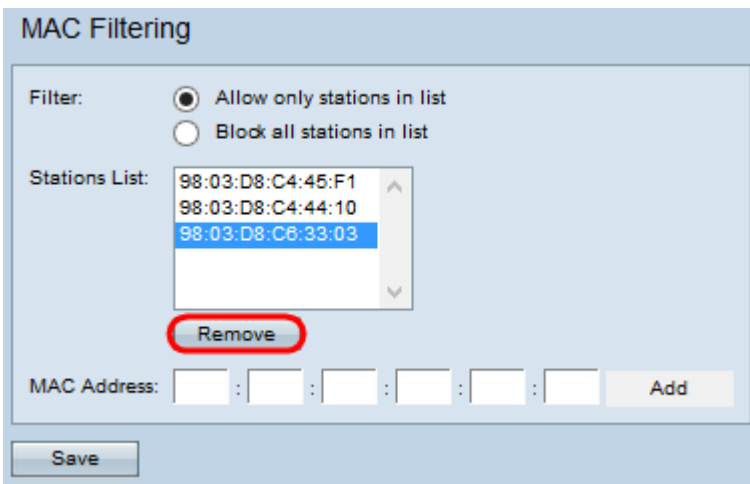 MAC Filtering
Filter: Allow only stations in list
Block all stations in list
Stations List: 98:03:D8:C4:45:F1
98:03:D8:C4:44:10
98:03:D8:C6:33:03
Remove
MAC Address: : : : : : Add
Save